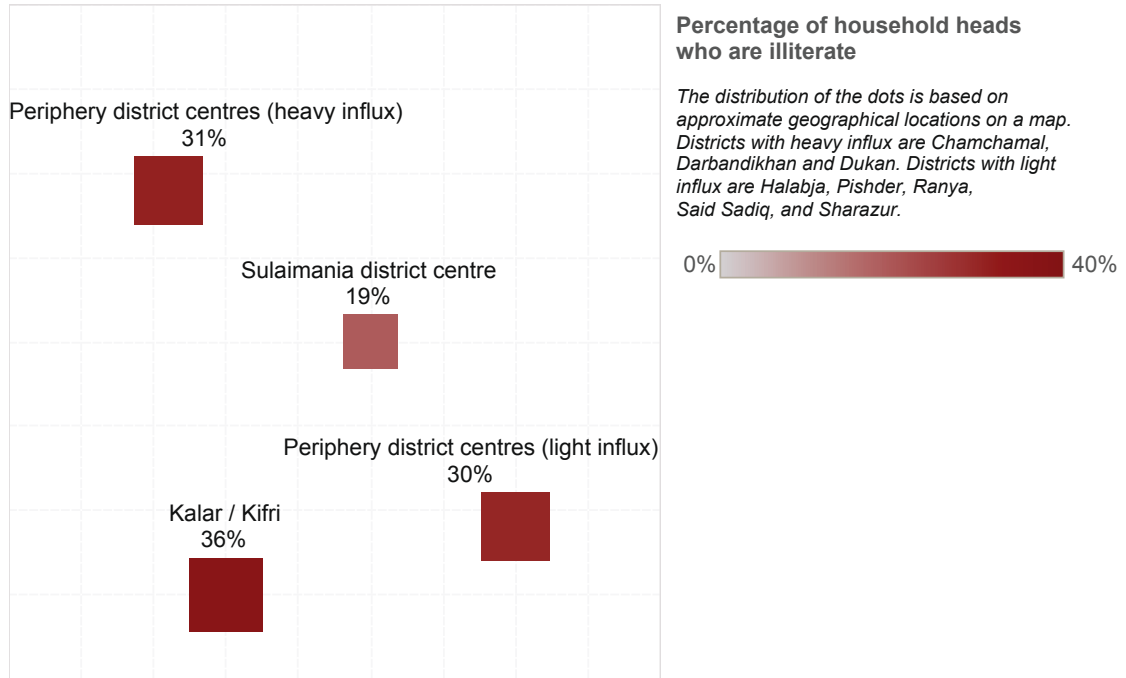 Percentage of household heads
who are illiterate
The distribution of the dots is based on
approximate geographical locations on a map.
Districts with heavy influx are Chamchamal,
Darbandikhan and Dukan. Districts with light
influx are Halabja, Pishder, Ranya,
Said Sadiq, and Sharazur.
0%
40%
Periphery district centres (heavy influx)
31%
Sulaimania district centre
19%
Periphery district centres (light influx)
30%
Kalar / Kifri
36%